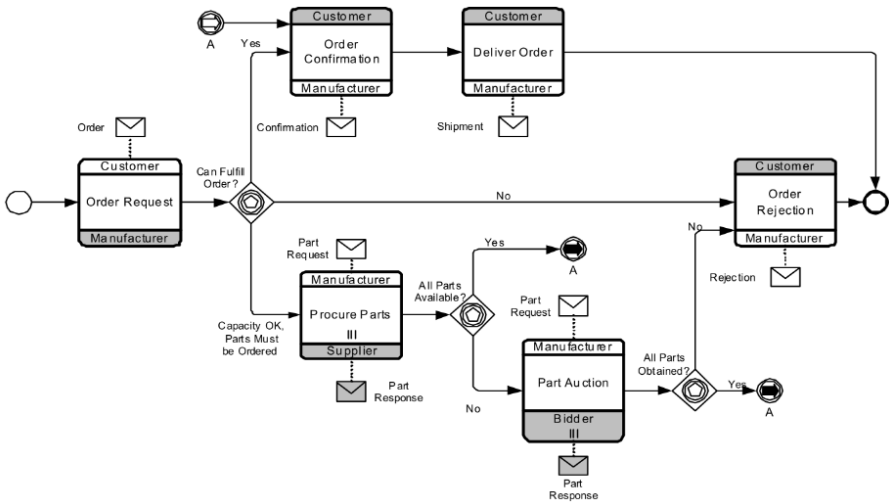 Customer
Order
Confirmation
Manufacturer
Customer
Deliver Order
Manufacturer
A
Yes
Confirmation
Shipment
Order
Customer
Order Request
Manufacturer
Can Fulfill
Order?
No
Customer
Order
Rejection
Manufacturer
Rejection
Part
Request
Manufacturer
Procure Parts
Supplier
Capacity OK,
Parts Must
be Ordered
Part
Response
All Parts
Available?
Yes
A
No
Part
Request
Manufacturer
Part Auction
Bidder
Part
Response
All Parts
Obtained?
No
Yes
A